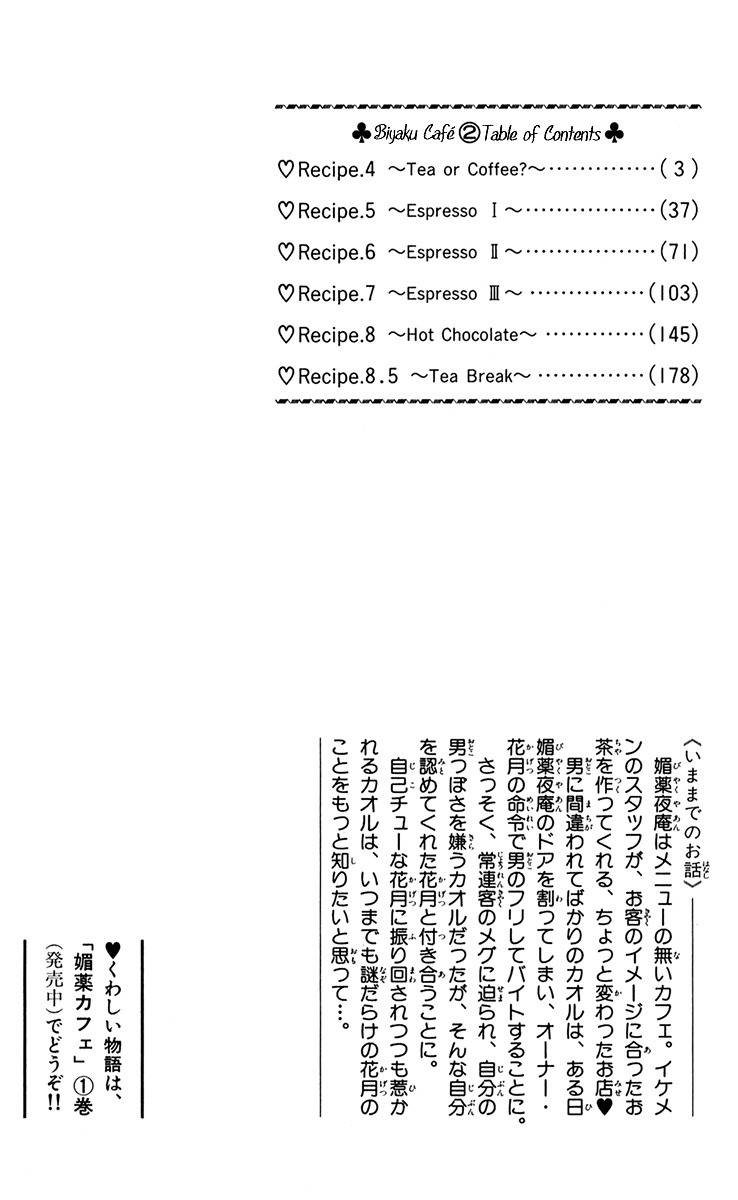 ♣Biyaku Café ② Table of Contents♣
♡Recipe.4 ～Tea or Coffee?～‥‥‥‥‥‥‥(3)
♡Recipe.5 ～Espresso Ⅰ～‥‥‥‥‥‥‥‥(37)
♡Recipe.6 ～Espresso Ⅱ～‥‥‥‥‥‥‥‥(71)
♡Recipe.7 ～Espresso Ⅲ～‥‥‥‥‥‥‥(103)
♡Recipe.8 ～Hot Chocolate～‥‥‥‥‥‥(145)
♡Recipe.8.5 ～Tea Break～‥‥‥‥‥‥‥(178)
〈いままでのお話〉
媚薬夜庵はメニューの無いカフェ。イケメ
ンのスタッフが、お客のイメージに合ったお
茶を作ってくれる、ちょっと変わったお店♥
男に間違われてばかりのカオルは、ある日
媚薬夜庵のドアを割ってしまい、オーナー・
花月の命令で男のフリしてバイトすることに。
さっそく、常連客のメグに迫られ、自分の
男っぽさを嫌うカオルだったが、そんな自分
を認めてくれた花月と付き合うことに。
自己チューな花月に振り回されつつも惹か
れるカオルは、いつまでも謎だらけの花月の
ことをもっと知りたいと思って…。
♥くわしい物語は、
「媚薬カフェ」①巻
(発売中)でどうぞ!!